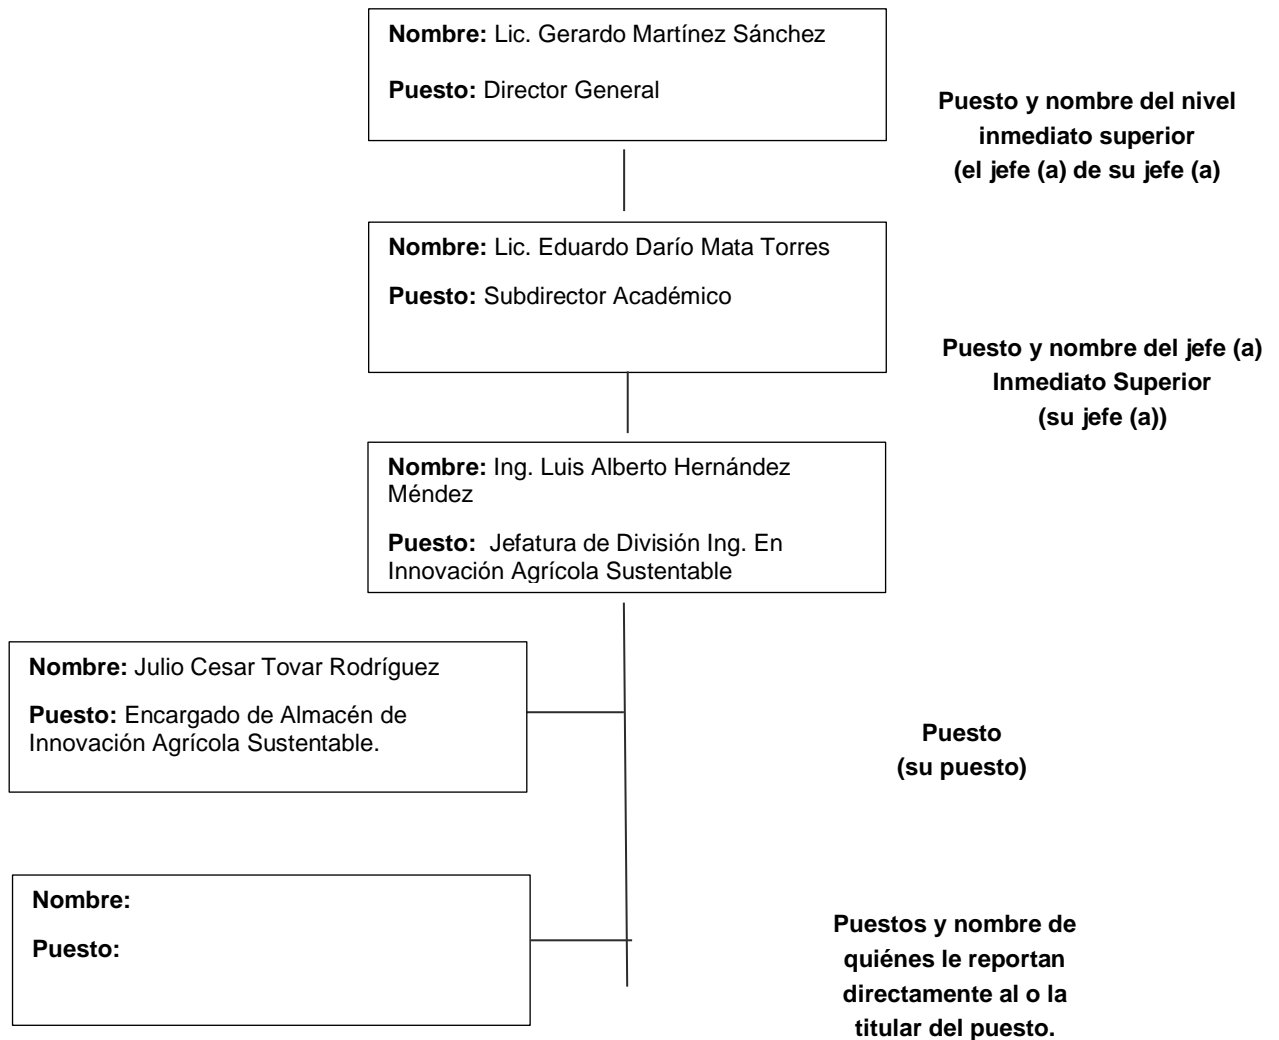 Nombre: Lic. Gerardo Martínez Sánchez
Puesto: Director General
Puesto y nombre del nivel
inmediato superior
(el jefe (a) de su jefe (a)
Nombre: Lic. Eduardo Darío Mata Torres
Puesto: Subdirector Académico
Puesto y nombre del jefe (a)
Inmediato Superior
(su jefe (a))
Nombre: Ing. Luis Alberto Hernández
Méndez
Puesto: Jefatura de División Ing. En
Innovación Agrícola Sustentable
Nombre: Julio Cesar Tovar Rodríguez
Puesto: Encargado de Almacén de
Innovación Agrícola Sustentable.
Puesto
(su puesto)
Nombre:
Puesto:
Puestos y nombre de
quiénes le reportan
directamente al o la
titular del puesto.